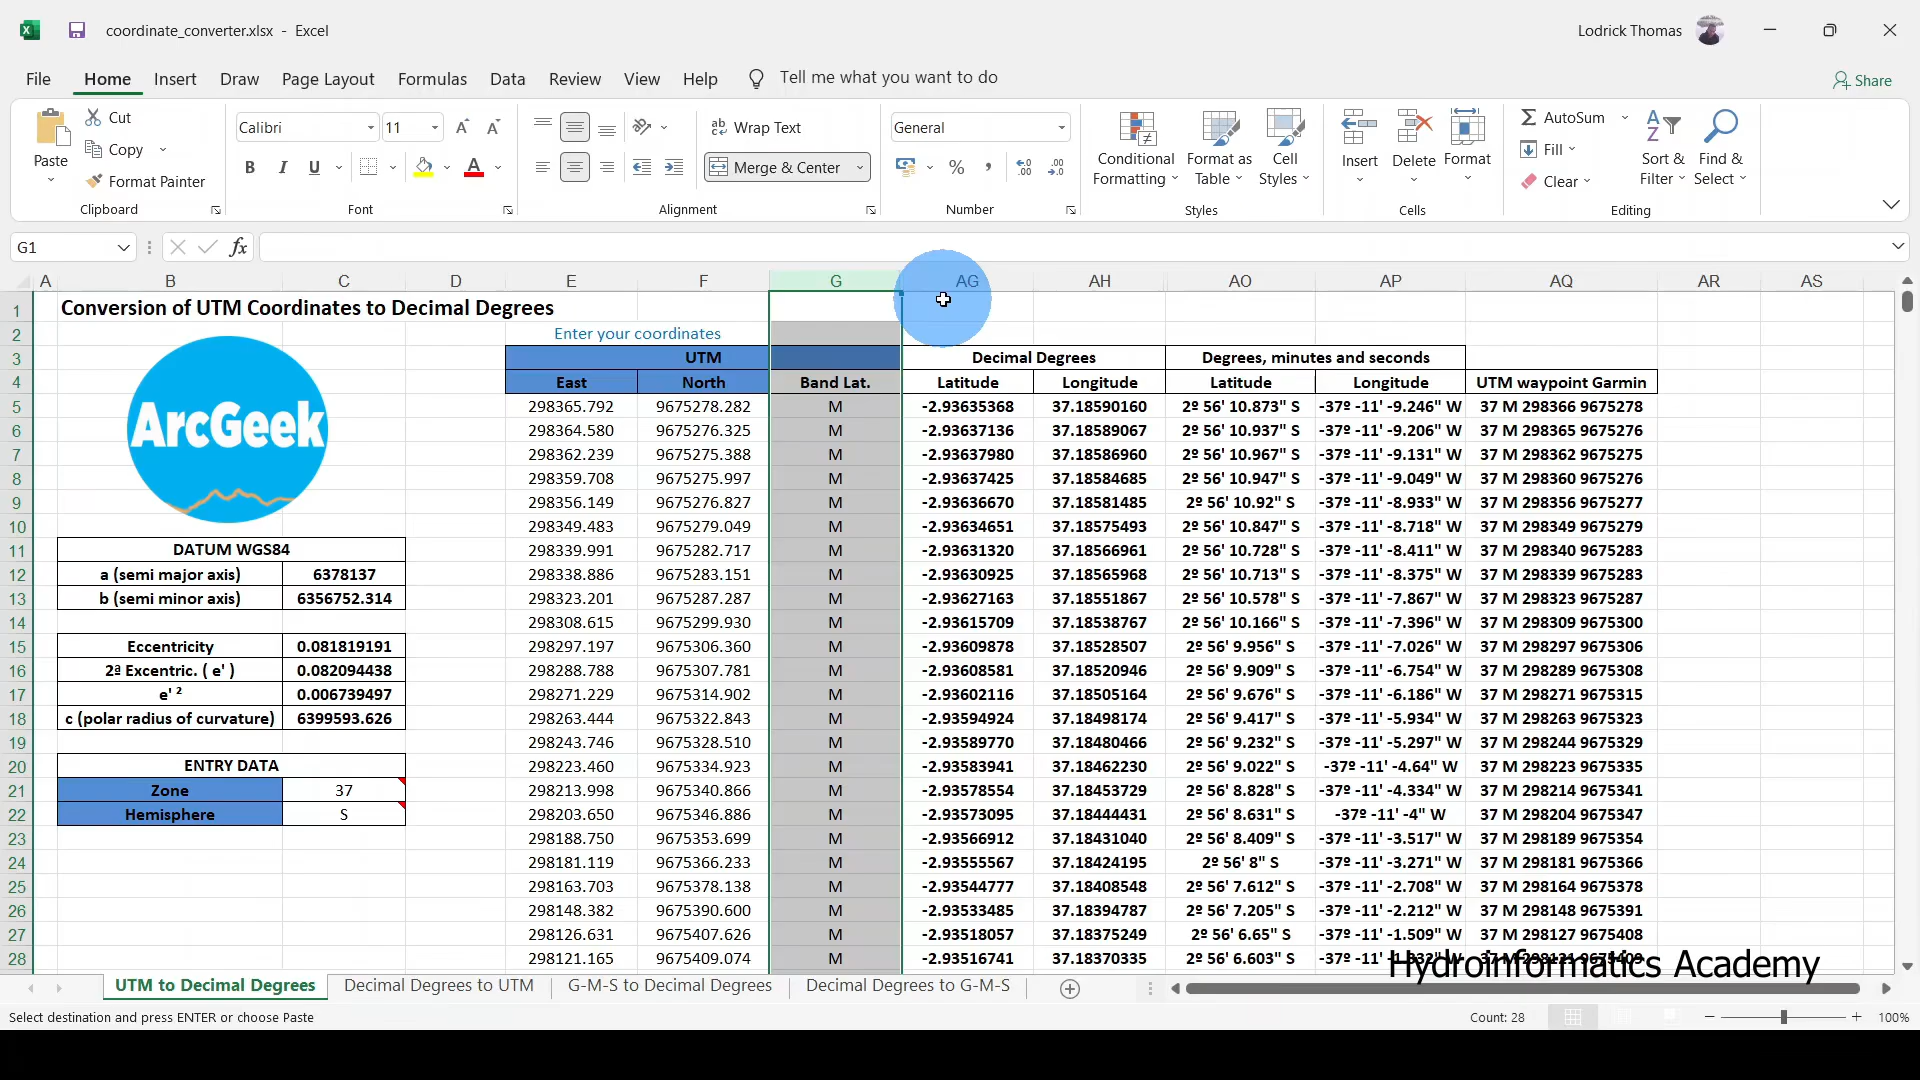 coordinate_converter.xlsx - Excel
Lodrick Thomas
File Home Insert Draw Page Layout Formulas Data Review View Help Tell me what you want to do Share
Paste Cut Copy Format Painter Clipboard
Calibri 11 B I U A Font
Wrap Text Merge & Center Alignment
General % , Number
Conditional Formatting Format as Table Cell Styles Styles
Insert Delete Format Cells
AutoSum Fill Clear Sort & Filter Find & Select Editing
G1 fx
A B C D E F G AG AH AO AP AQ AR AS
1 Conversion of UTM Coordinates to Decimal Degrees
2 Enter your coordinates
3 UTM Decimal Degrees Degrees, minutes and seconds
4 East North Band Lat. Latitude Longitude Latitude Longitude UTM waypoint Garmin
ArcGeek
5 298365.792 9675278.282 M -2.93635368 37.18590160 2º 56' 10.873" S -37º -11' -9.246" W 37 M 298366 9675278
6 298364.580 9675276.325 M -2.93637136 37.18589067 2º 56' 10.937" S -37º -11' -9.206" W 37 M 298365 9675276
7 298362.239 9675275.388 M -2.93637980 37.18586960 2º 56' 10.967" S -37º -11' -9.131" W 37 M 298362 9675275
8 298359.708 9675275.997 M -2.93637425 37.18584685 2º 56' 10.947" S -37º -11' -9.049" W 37 M 298360 9675276
9 298356.149 9675276.827 M -2.93636670 37.18581485 2º 56' 10.92" S -37º -11' -8.933" W 37 M 298356 9675277
10 298349.483 9675279.049 M -2.93634651 37.18575493 2º 56' 10.847" S -37º -11' -8.718" W 37 M 298349 9675279
11 DATUM WGS84 298339.991 9675282.717 M -2.93631320 37.18566961 2º 56' 10.728" S -37º -11' -8.411" W 37 M 298340 9675283
12 a (semi major axis) 6378137 298338.886 9675283.151 M -2.93630925 37.18565968 2º 56' 10.713" S -37º -11' -8.375" W 37 M 298339 9675283
13 b (semi minor axis) 6356752.314 298323.201 9675287.287 M -2.93627163 37.18551867 2º 56' 10.578" S -37º -11' -7.867" W 37 M 298323 9675287
14 298308.615 9675299.930 M -2.93615709 37.18538767 2º 56' 10.166" S -37º -11' -7.396" W 37 M 298309 9675300
15 Eccentricity 0.081819191 298297.197 9675306.360 M -2.93609878 37.18528507 2º 56' 9.956" S -37º -11' -7.026" W 37 M 298297 9675306
16 2ª Excentric. ( e' ) 0.082094438 298288.788 9675307.781 M -2.93608581 37.18520946 2º 56' 9.909" S -37º -11' -6.754" W 37 M 298289 9675308
17 e' ² 0.006739497 298271.229 9675314.902 M -2.93602116 37.18505164 2º 56' 9.676" S -37º -11' -6.186" W 37 M 298271 9675315
18 c (polar radius of curvature) 6399593.626 298263.444 9675322.843 M -2.93594924 37.18498174 2º 56' 9.417" S -37º -11' -5.934" W 37 M 298263 9675323
19 298243.746 9675328.510 M -2.93589770 37.18480466 2º 56' 9.232" S -37º -11' -5.297" W 37 M 298244 9675329
20 ENTRY DATA 298223.460 9675334.923 M -2.93583941 37.18462230 2º 56' 9.022" S -37º -11' -4.64" W 37 M 298223 9675335
21 Zone 37 298213.998 9675340.866 M -2.93578554 37.18453729 2º 56' 8.828" S -37º -11' -4.334" W 37 M 298214 9675341
22 Hemisphere S 298203.650 9675346.886 M -2.93573095 37.18444431 2º 56' 8.631" S -37º -11' -4" W 37 M 298204 9675347
23 298188.750 9675353.699 M -2.93566912 37.18431040 2º 56' 8.409" S -37º -11' -3.517" W 37 M 298189 9675354
24 298181.119 9675366.233 M -2.93555567 37.18424195 2º 56' 8" S -37º -11' -3.271" W 37 M 298181 9675366
25 298163.703 9675378.138 M -2.93544777 37.18408548 2º 56' 7.612" S -37º -11' -2.708" W 37 M 298164 9675378
26 298148.382 9675390.600 M -2.93533485 37.18394787 2º 56' 7.205" S -37º -11' -2.212" W 37 M 298148 9675391
27 298126.631 9675407.626 M -2.93518057 37.18375249 2º 56' 6.65" S -37º -11' -1.509" W 37 M 298127 9675408
28 298121.165 9675409.074 M -2.93516741 37.18370335 2º 56' 6.603" S
Hydroinformatics Academy
UTM to Decimal Degrees Decimal Degrees to UTM G-M-S to Decimal Degrees Decimal Degrees to G-M-S
Select destination and press ENTER or choose Paste Count: 28 100%